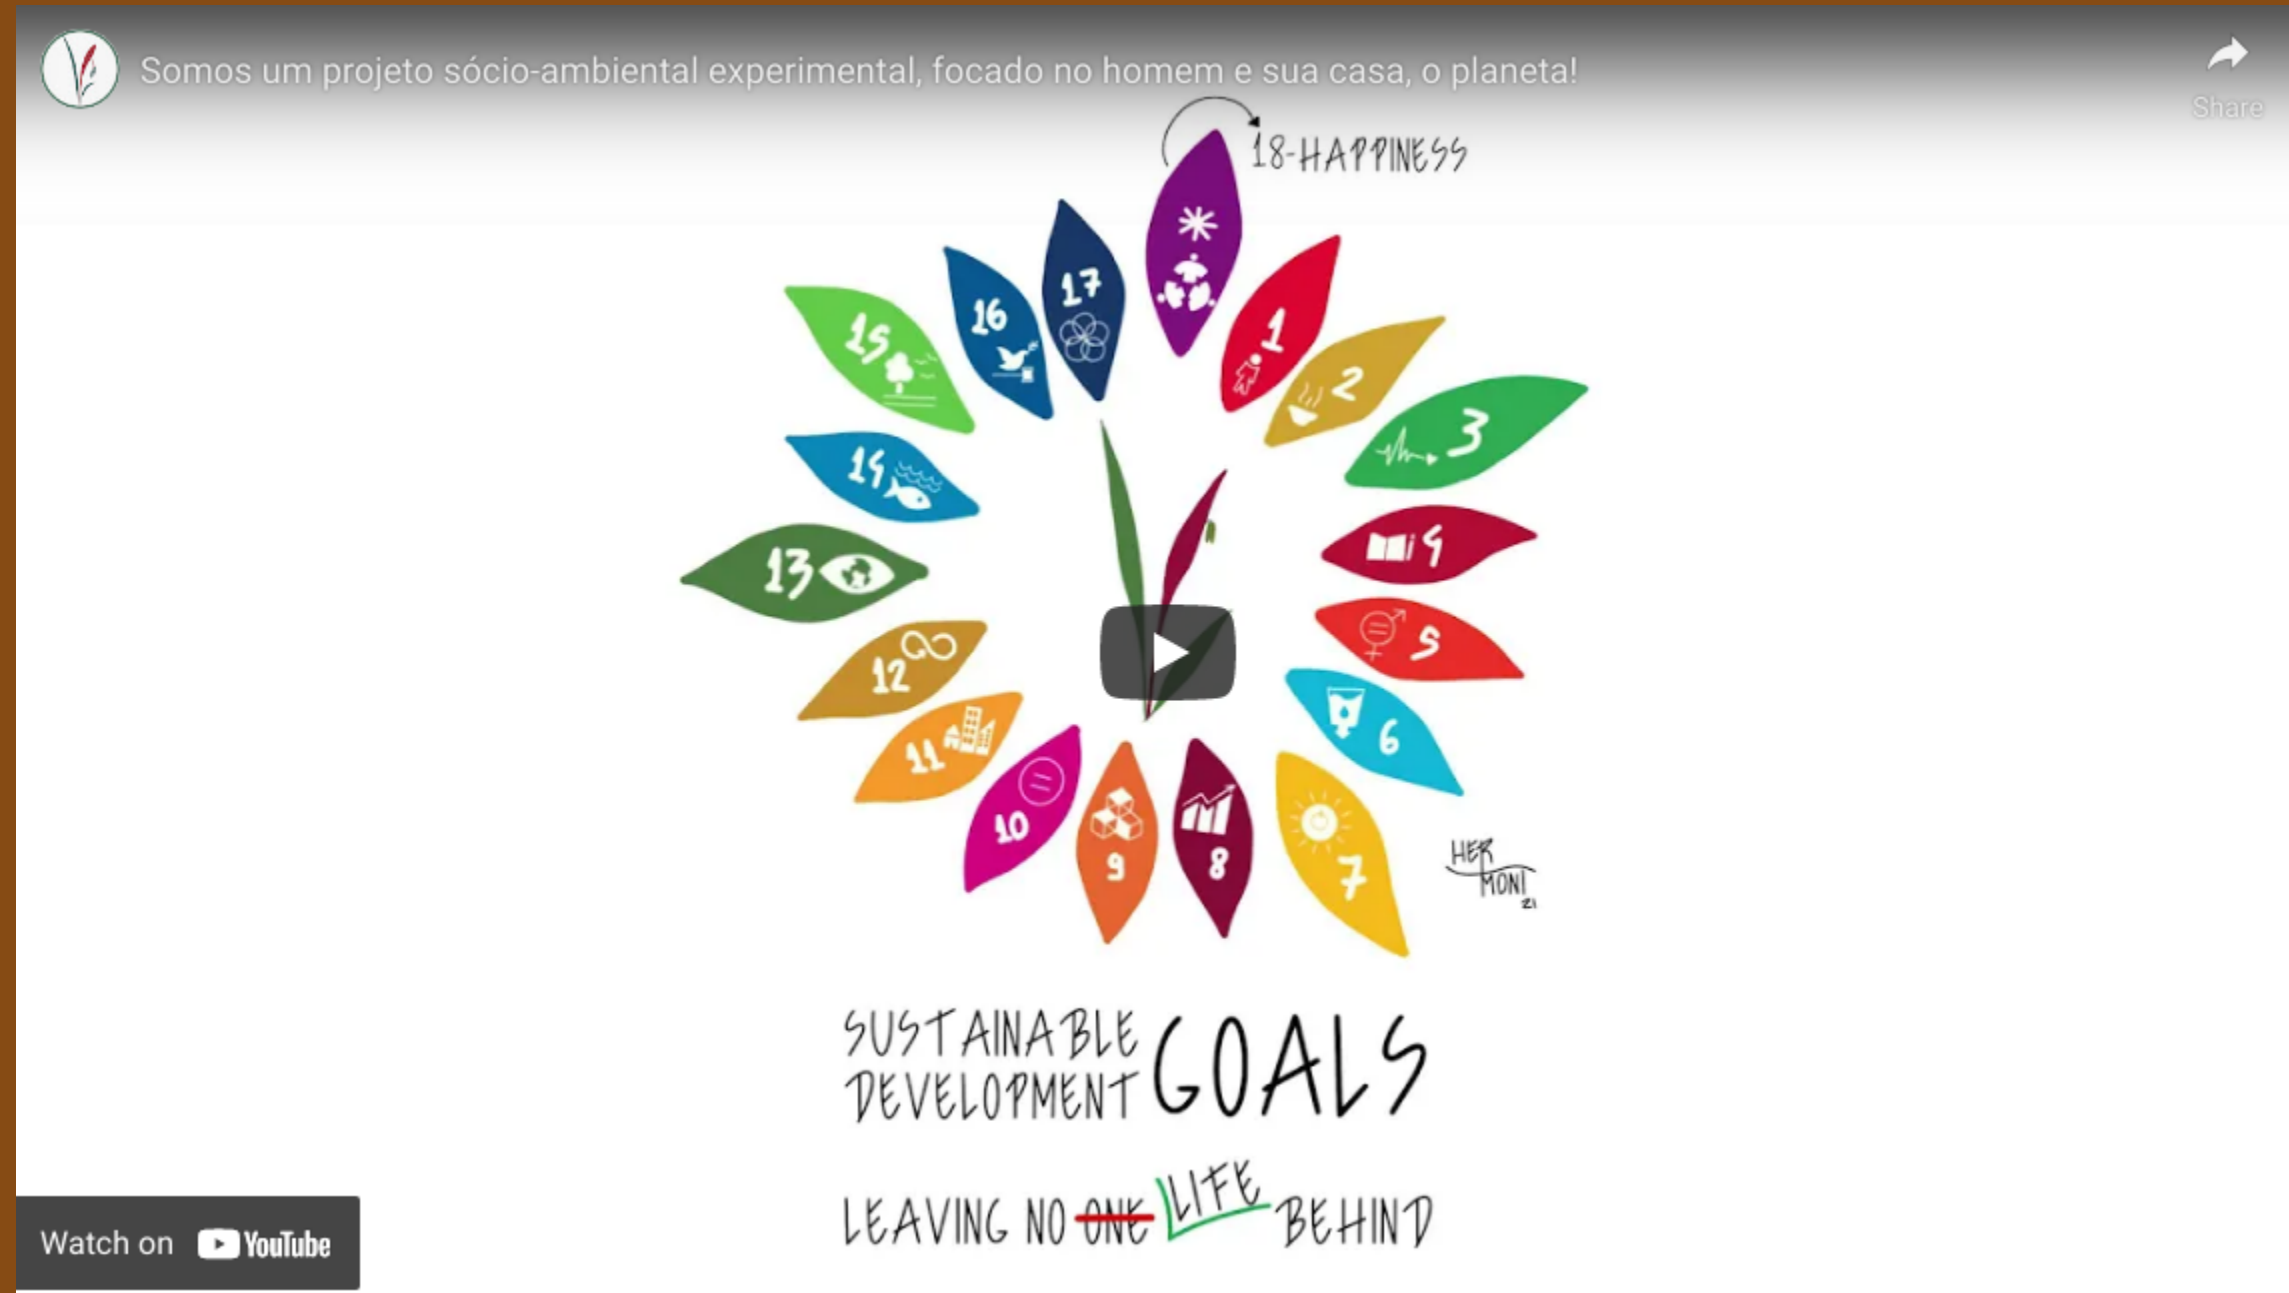 Somos um projeto sócio-ambiental experimental, focado no homem e sua casa, o planeta!
Share
18-HAPPINESS
17
16
15
14
13
12
11
10
9
8
7
6
5
4
3
2
1
HER
MONI
21
SUSTAINABLE
DEVELOPMENT GOALS
LEAVING NO ONE LIFE BEHIND
Watch on YouTube